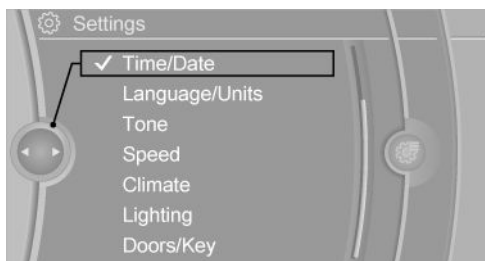 Settings
Time/Date
Language/Units
Tone
Speed
Climate
Lighting
Doors/Key